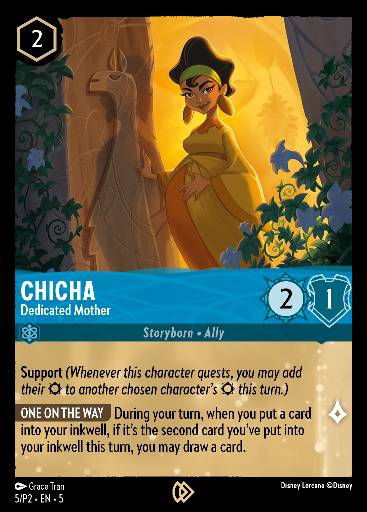 2
CHICHA
Dedicated Mother
2
1
Storyborn • Ally
Support (Whenever this character quests, you may add
their ⛭ to another chosen character's ⛭ this turn.)
ONE ON THE WAY During your turn, when you put a card
into your inkwell, if it's the second card you've put into
your inkwell this turn, you may draw a card.
Grace Tran
5/P2 • EN • 5
Disney Lorcana ©Disney